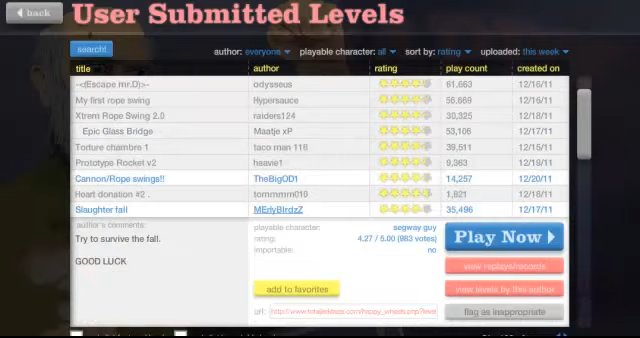 back
User Submitted Levels
search!
author: everyone playable character: all sort by: rating uploaded: this week
title author rating play count created on
~<(Escape mr.D)>~ odysseus 61,663 12/16/11
My first rope swing Hypersauce 12/16/11
Xtrem Rope Swing 2.0 raiders124 30,325 12/18/11
Epic Glass Bridge Maatje xP 53,106 12/17/11
Torture chambre 1 taco man 116 39,511 12/15/11
Prototype Rocket v2 heavie1 9,363 12/19/11
Cannon/Rope swings!! TheBigOD1 14,257 12/20/11
Heart donation #2 . tommmm010 1,821 12/18/11
Slaughter fall MErlyBIrdzZ 35,496 12/17/11
author's comments:
Try to survive the fall.
GOOD LUCK
playable character: segway guy
rating: 4.27 / 5.00 (983 votes)
importable: no
Play Now
view replays/records
add to favorites
view levels by this author
url:
flag as inappropriate